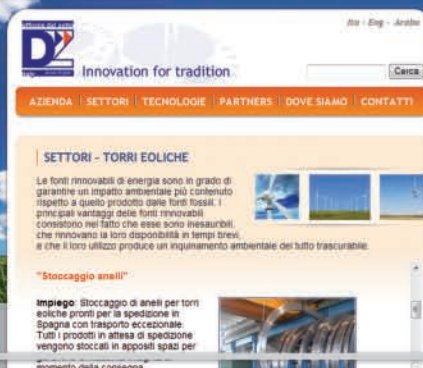 Ita - Eng - Arabo
D2
Innovation for tradition
Cerca
AZIENDA | SETTORI | TECNOLOGIE | PARTNERS | DOVE SIAMO | CONTATTI
SETTORI - TORRI EOLICHE
Le fonti rinnovabili di energia sono in grado di
garantire un impatto ambientale più contenuto
rispetto a quello prodotto dalle fonti fossili. I
principali vantaggi delle fonti rinnovabili
consistono nel fatto che esse sono inesauribili,
che rinnovano la loro disponibilità in tempi brevi,
e che il loro utilizzo produce un inquinamento ambientale del tutto trascurabile.
"Stoccaggio anelli"
Impiego: Stoccaggio di anelli per torri
eoliche pronti per la spedizione in
Spagna con trasporto eccezionale.
Tutti i prodotti in attesa di spedizione
vengono stoccati in appositi spazi per
momento della consegna